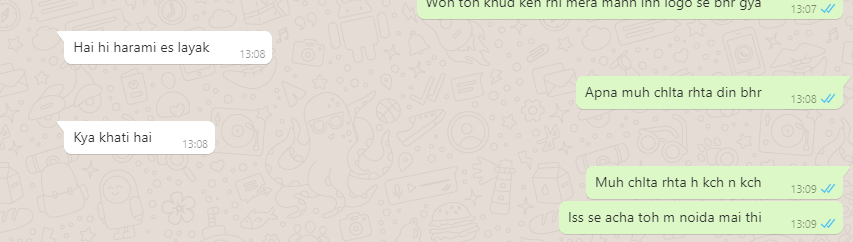 Woh toh khud keh rhi mera mann inn logo se bhr gya
13:07
Hai hi harami es layak
13:08
Apna muh chlta rhta din bhr
13:08
Kya khati hai
13:08
Muh chlta rhta h kch n kch
13:09
Iss se acha toh m noida mai thi
13:09